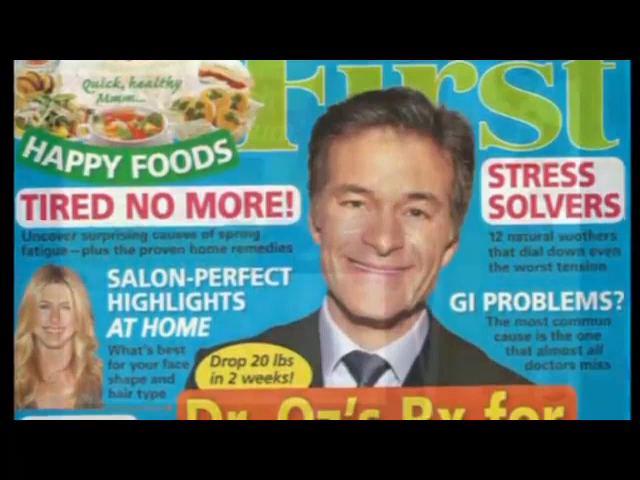 First
Quick, healthy
Mmm...
HAPPY FOODS
TIRED NO MORE!
Uncover surprising causes of spring
fatigue – plus the proven home remedies
SALON-PERFECT
HIGHLIGHTS
AT HOME
What's best
for your face
shape and
hair type
STRESS
SOLVERS
12 natural soothers
that dial down even
the worst tension
GI PROBLEMS?
The most common
cause is the one
that almost all
doctors miss
Drop 20 lbs
in 2 weeks!
Dr. Oz's Rx for